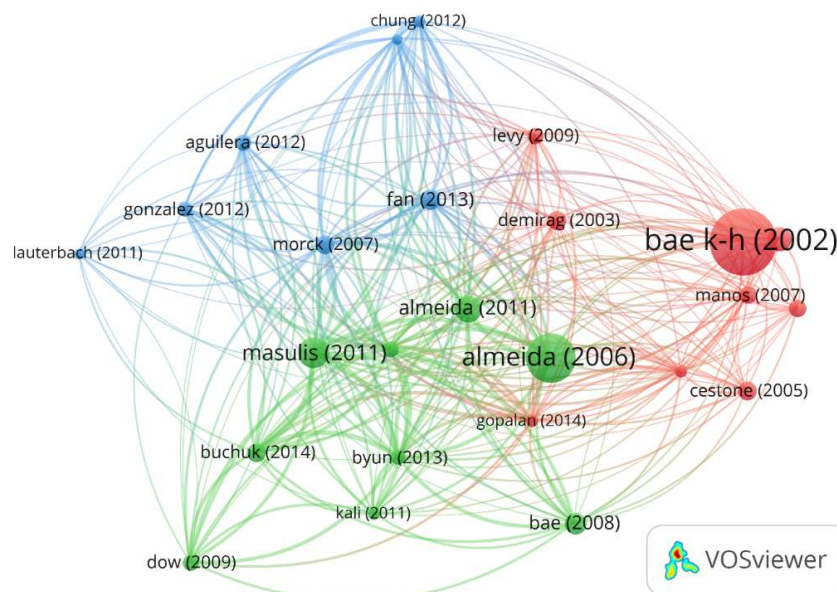 chung (2012)
levy (2009)
aguilera (2012)
fan (2013)
gonzalez (2012)
demirag (2003)
bae k-h (2002)
morck (2007)
lauterbach (2011)
manos (2007)
almeida (2011)
masulis (2011)
almeida (2006)
cestone (2005)
gopalan (2014)
buchuk (2014)
byun (2013)
kali (2011)
bae (2008)
dow (2009)
VOSviewer